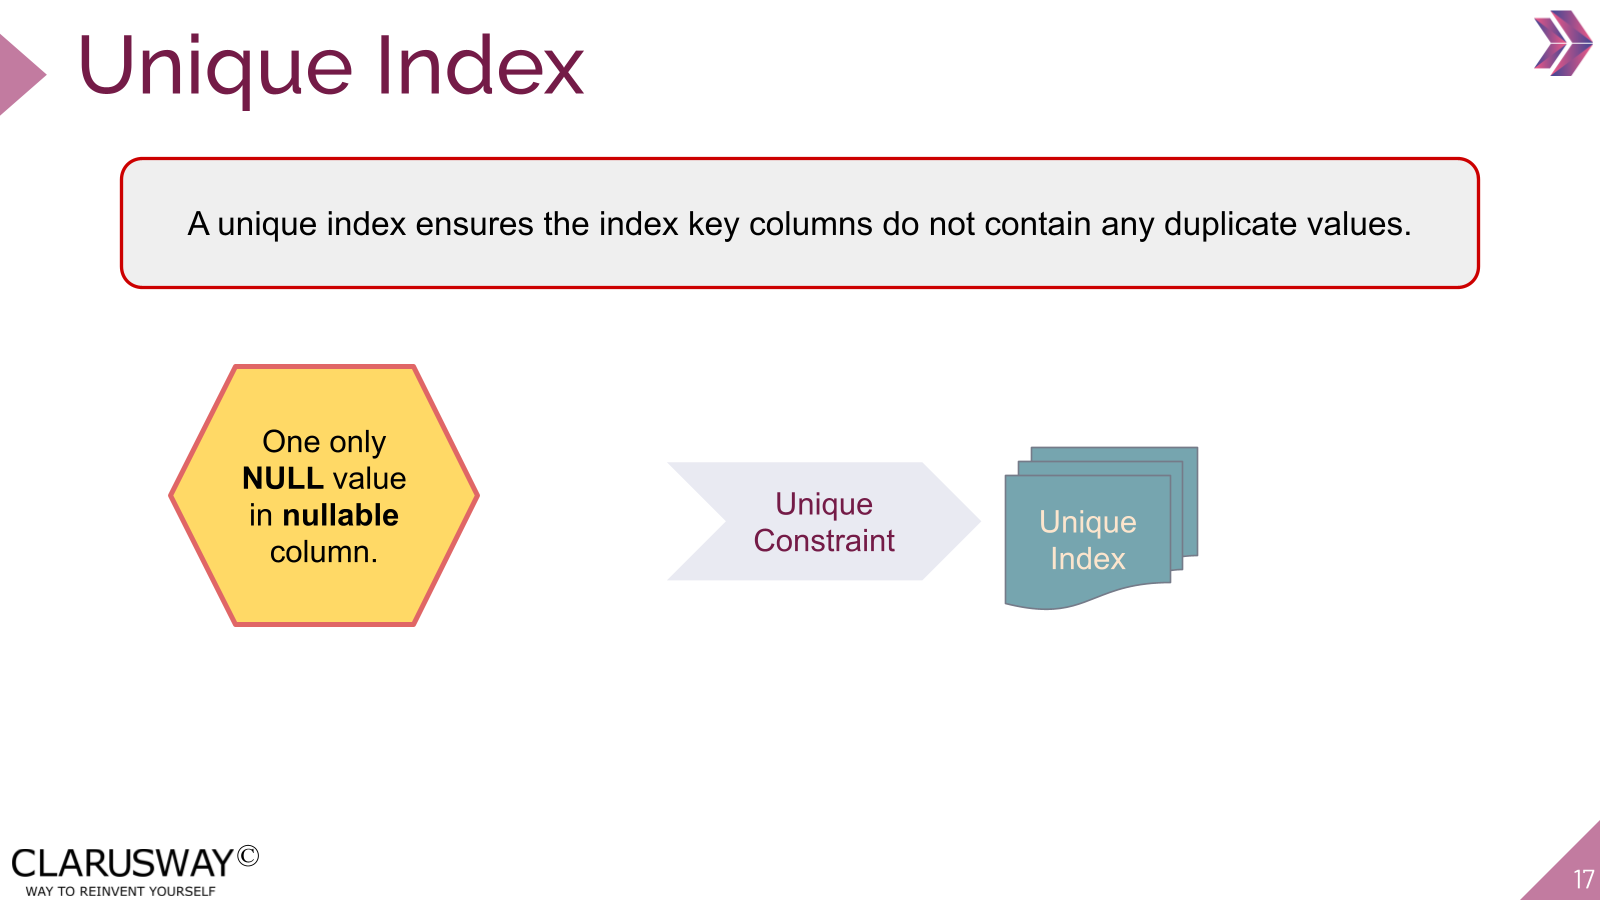 Unique Index
A unique index ensures the index key columns do not contain any duplicate values.
One only
NULL value
in nullable
column.
Unique
Constraint
Unique
Index
CLARUSWAY©
WAY TO REINVENT YOURSELF
17